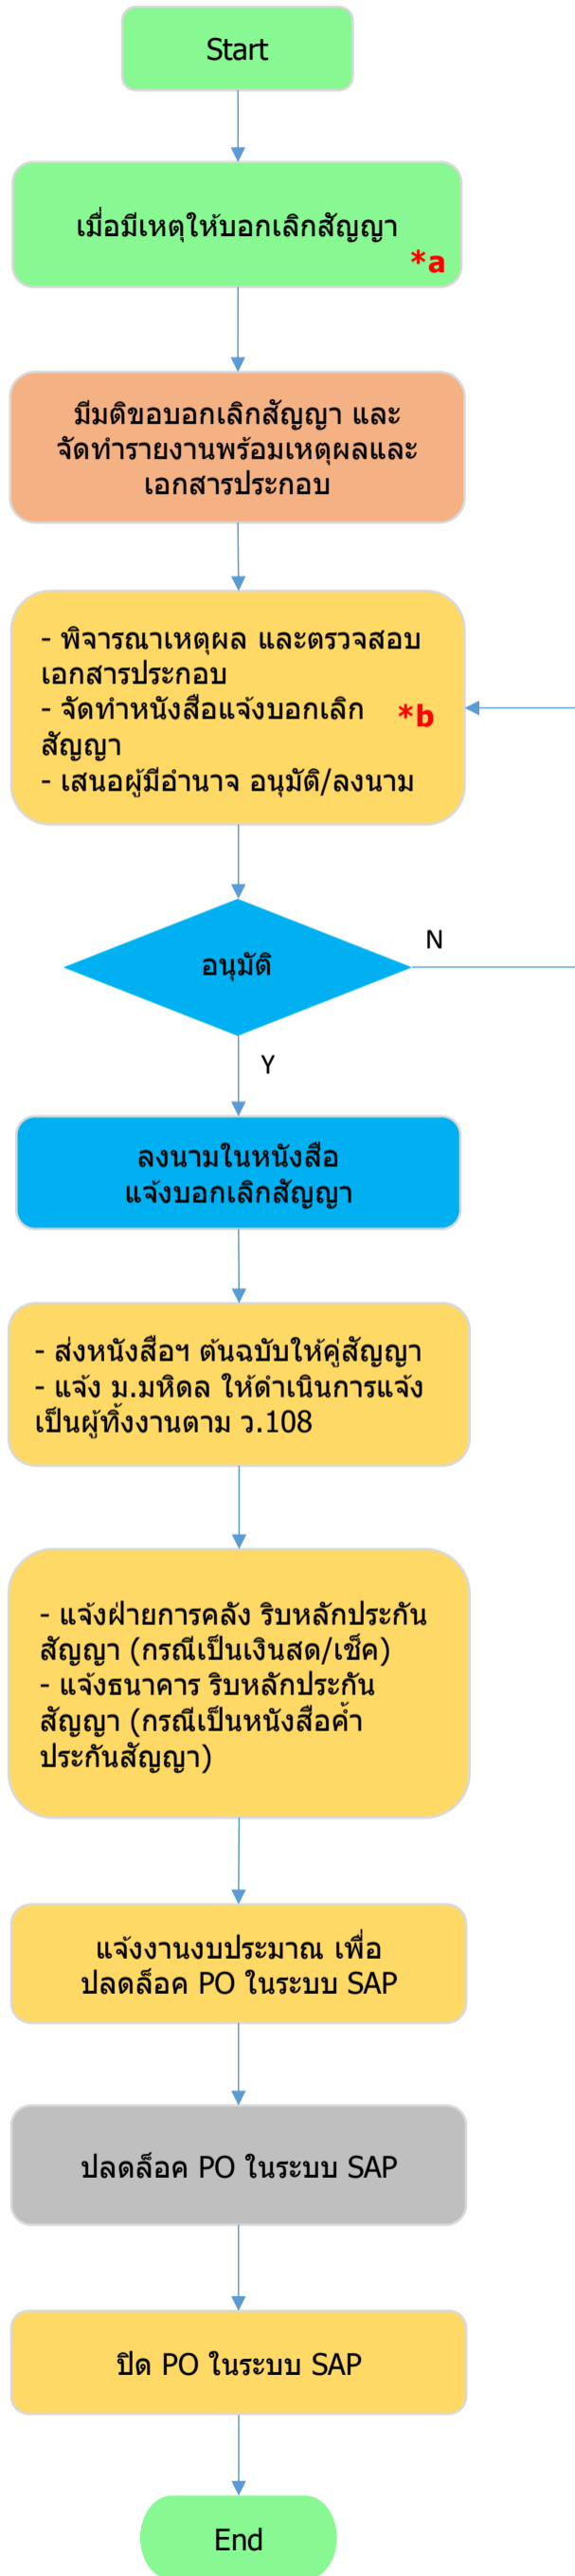 Start
เมื่อมีเหตุให้บอกเลิกสัญญา
*a
มีมติขอบอกเลิกสัญญา และ
จัดทำรายงานพร้อมเหตุผลและ
เอกสารประกอบ
- พิจารณาเหตุผล และตรวจสอบ
เอกสารประกอบ
- จัดทำหนังสือแจ้งบอกเลิก
*b
สัญญา
- เสนอผู้มีอำนาจ อนุมัติ/ลงนาม
อนุมัติ
N
Y
ลงนามในหนังสือ
แจ้งบอกเลิกสัญญา
- ส่งหนังสือฯ ต้นฉบับให้คู่สัญญา
- แจ้ง ม.มหิดล ให้ดำเนินการแจ้ง
เป็นผู้ทิ้งงานตาม ว.108
- แจ้งฝ่ายการคลัง ริบหลักประกัน
สัญญา (กรณีเป็นเงินสด/เช็ค)
- แจ้งธนาคาร ริบหลักประกัน
สัญญา (กรณีเป็นหนังสือค้ำ
ประกันสัญญา)
แจ้งงานงบประมาณ เพื่อ
ปลดล็อค PO ในระบบ SAP
ปลดล็อค PO ในระบบ SAP
ปิด PO ในระบบ SAP
End